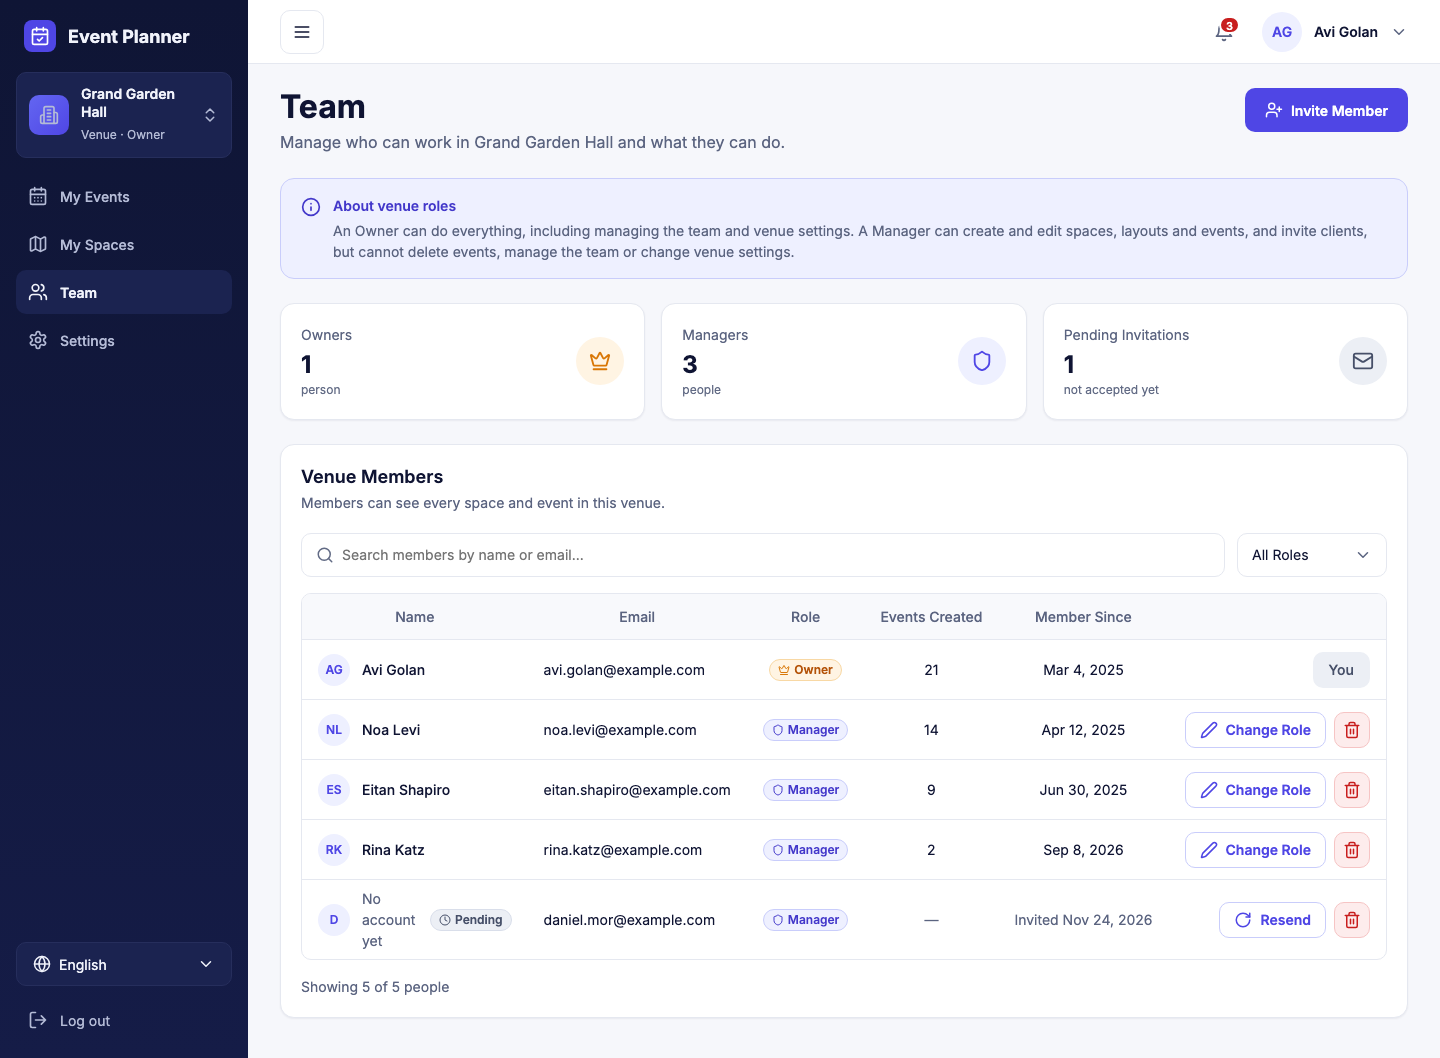 Event Planner
Grand Garden
Hall
Venue · Owner
My Events
My Spaces
Team
Settings
English
Log out
3
AG
Avi Golan
Team
Manage who can work in Grand Garden Hall and what they can do.
Invite Member
About venue roles
An Owner can do everything, including managing the team and venue settings. A Manager can create and edit spaces, layouts and events, and invite clients,
but cannot delete events, manage the team or change venue settings.
Owners
1
person
Managers
3
people
Pending Invitations
1
not accepted yet
Venue Members
Members can see every space and event in this venue.
Search members by name or email...
All Roles
Name Email Role Events Created Member Since
AG Avi Golan avi.golan@example.com Owner 21 Mar 4, 2025 You
NL Noa Levi noa.levi@example.com Manager 14 Apr 12, 2025 Change Role
ES Eitan Shapiro eitan.shapiro@example.com Manager 9 Jun 30, 2025 Change Role
RK Rina Katz rina.katz@example.com Manager 2 Sep 8, 2026 Change Role
D No account yet Pending daniel.mor@example.com Manager — Invited Nov 24, 2026 Resend
Showing 5 of 5 people